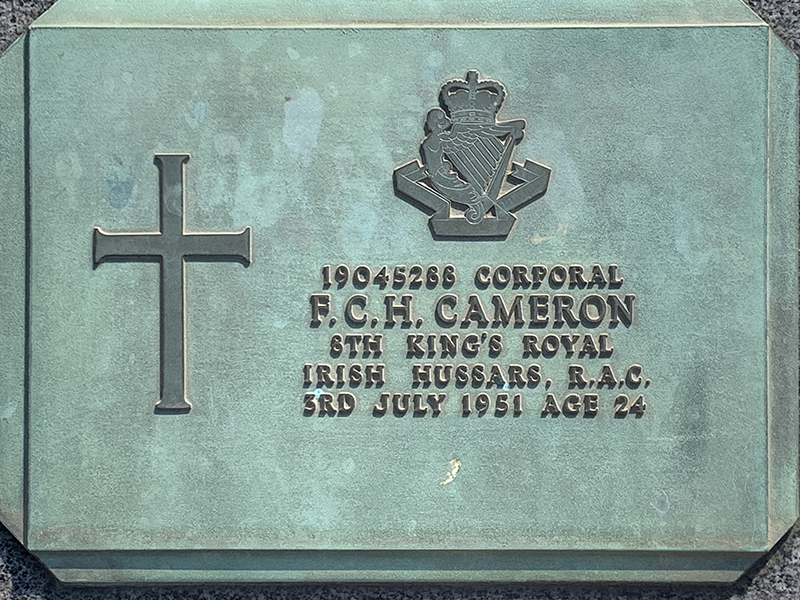 19045288 CORPORAL
F.C.H. CAMERON
8TH KING'S ROYAL
IRISH HUSSARS, R.A.C.
3RD JULY 1951 AGE 24